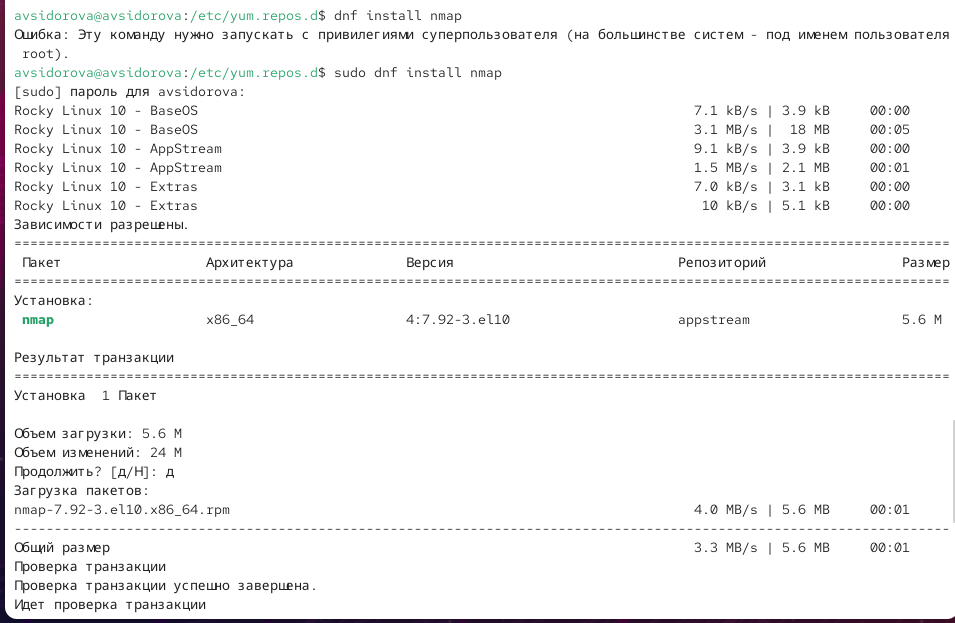 avsidorova@avsidorova:/etc/yum.repos.d$ dnf install nmap
Ошибка: Эту команду нужно запускать с привилегиями суперпользователя (на большинстве систем - под именем пользователя
root).
avsidorova@avsidorova:/etc/yum.repos.d$ sudo dnf install nmap
[sudo] пароль для avsidorova:
Rocky Linux 10 - BaseOS 7.1 kB/s | 3.9 kB 00:00
Rocky Linux 10 - BaseOS 3.1 MB/s | 18 MB 00:05
Rocky Linux 10 - AppStream 9.1 kB/s | 3.9 kB 00:00
Rocky Linux 10 - AppStream 1.5 MB/s | 2.1 MB 00:01
Rocky Linux 10 - Extras 7.0 kB/s | 3.1 kB 00:00
Rocky Linux 10 - Extras 10 kB/s | 5.1 kB 00:00
Зависимости разрешены.
================================================================================
Пакет Архитектура Версия Репозиторий Размер
================================================================================
Установка:
nmap x86_64 4:7.92-3.el10 appstream 5.6 M
Результат транзакции
================================================================================
Установка 1 Пакет
Объем загрузки: 5.6 M
Объем изменений: 24 M
Продолжить? [д/Н]: д
Загрузка пакетов:
nmap-7.92-3.el10.x86_64.rpm 4.0 MB/s | 5.6 MB 00:01
--------------------------------------------------------------------------------
Общий размер 3.3 MB/s | 5.6 MB 00:01
Проверка транзакции
Проверка транзакции успешно завершена.
Идет проверка транзакции